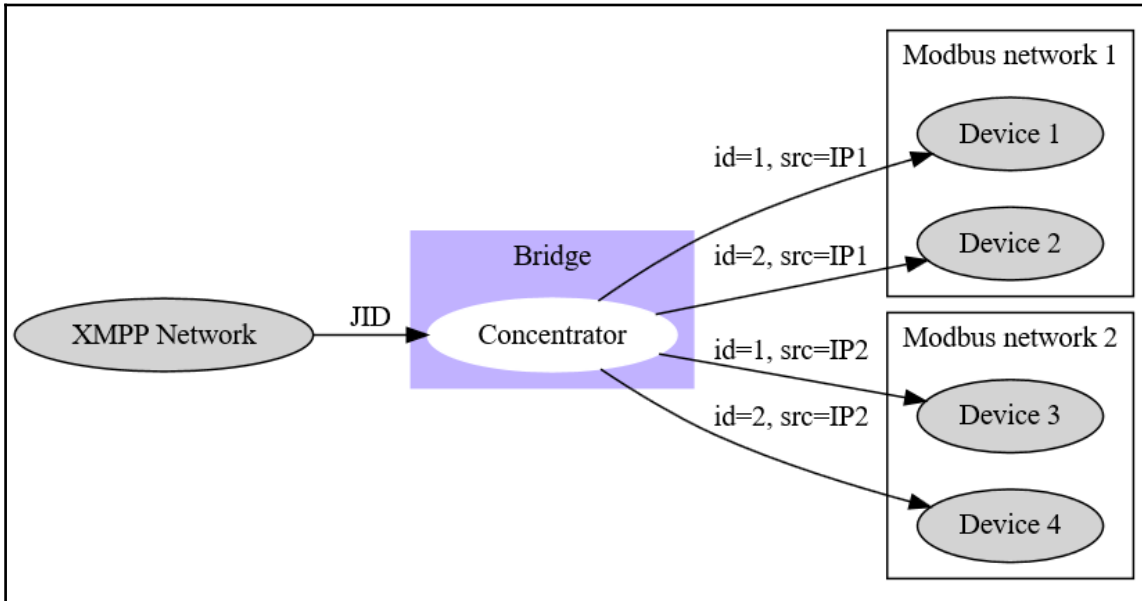 XMPP Network
JID
Bridge
Concentrator
id=1, src=IP1
id=2, src=IP1
id=1, src=IP2
id=2, src=IP2
Modbus network 1
Device 1
Device 2
Modbus network 2
Device 3
Device 4